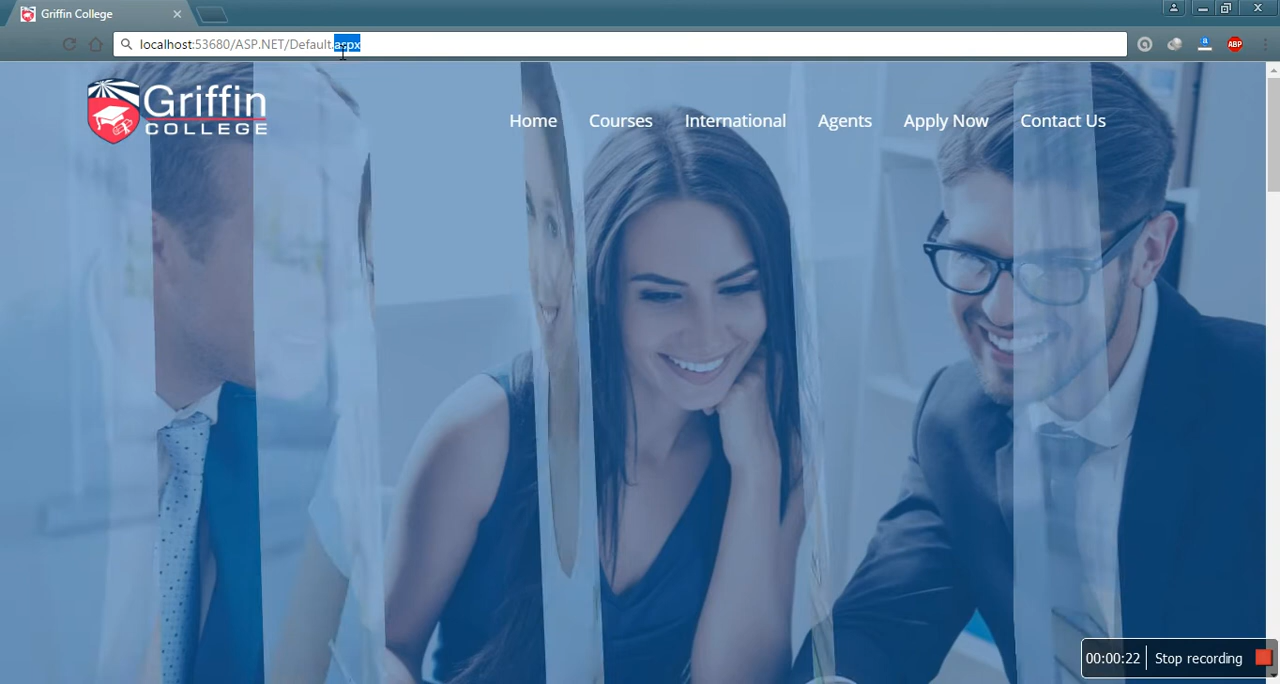 Griffin College
localhost:53680/ASP.NET/Default.aspx
ABP
Griffin
COLLEGE
Home Courses International Agents Apply Now Contact Us
00:00:22 Stop recording